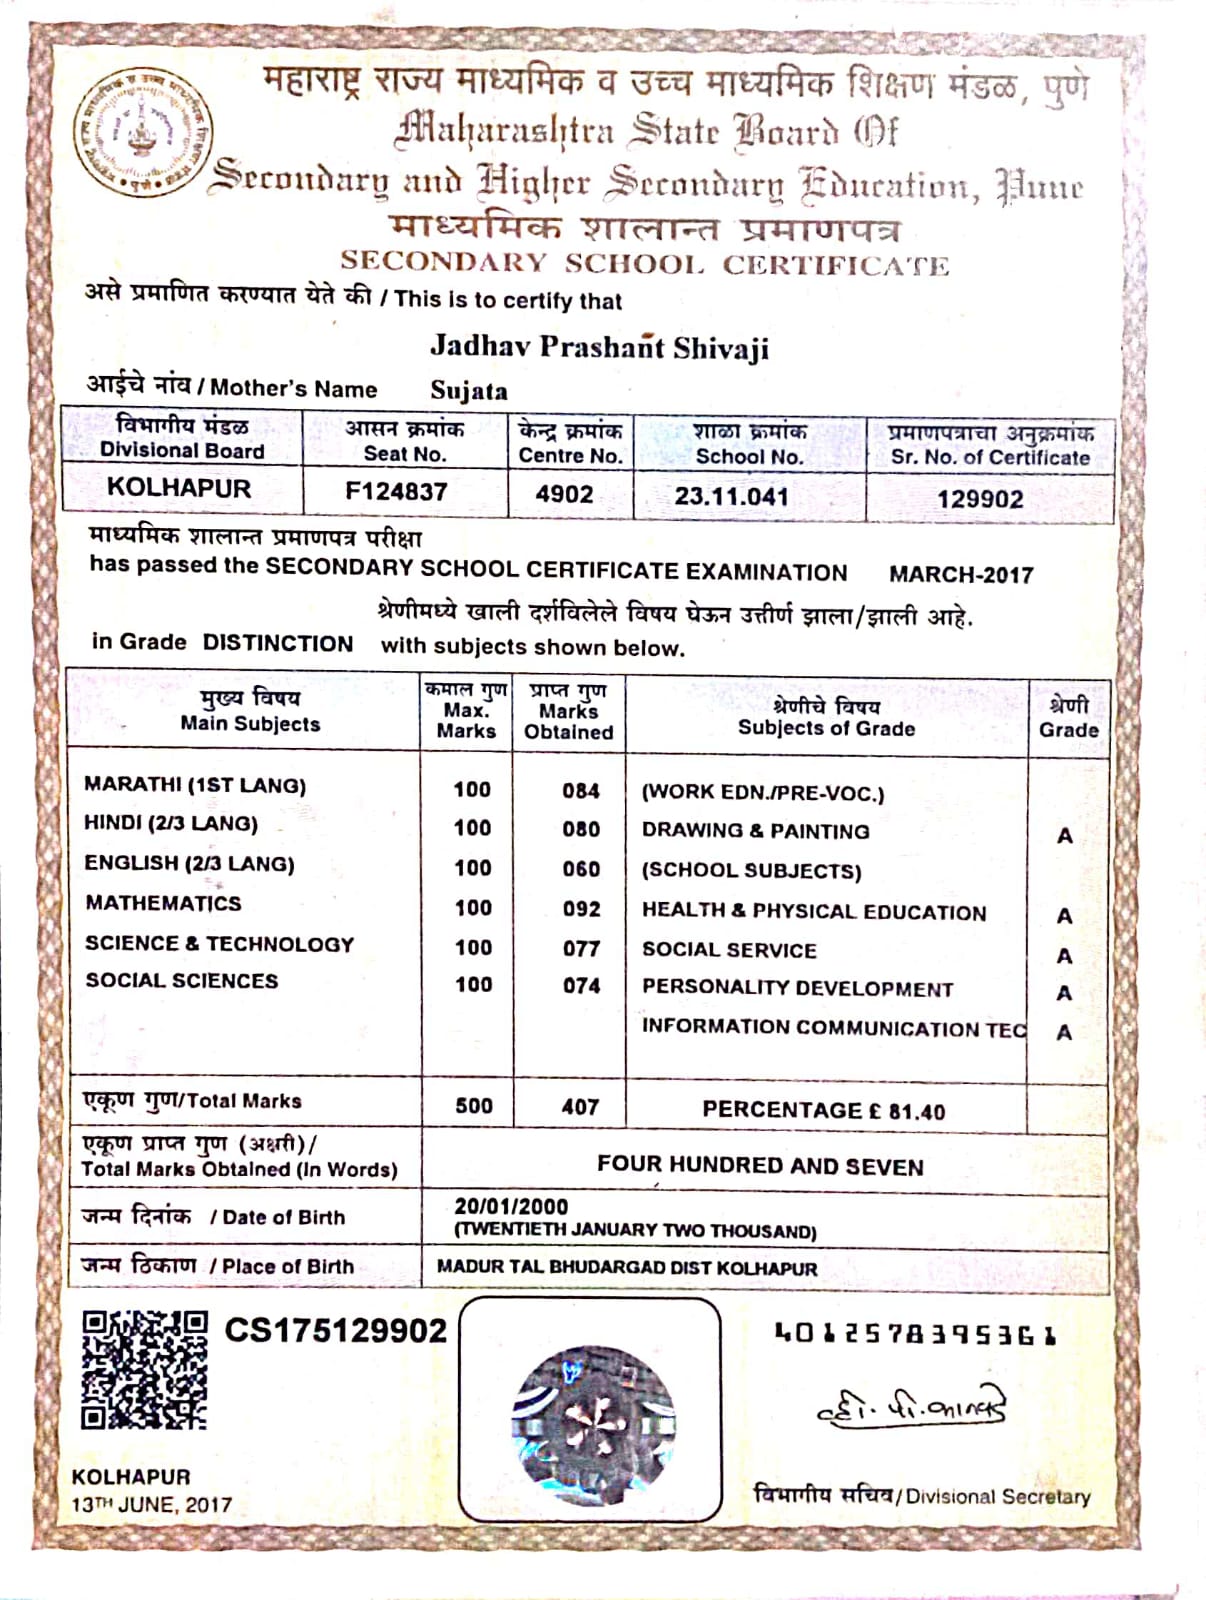 महाराष्ट्र राज्य माध्यमिक व उच्च माध्यमिक शिक्षण मंडळ, पुणे
Maharashtra State Board Of
Secondary and Higher Secondary Education, Pune
माध्यमिक शालान्त प्रमाणपत्र
SECONDARY SCHOOL CERTIFICATE
असे प्रमाणित करण्यात येते की / This is to certify that
Jadhav Prashant Shivaji
आईचे नांव / Mother's Name Sujata
विभागीय मंडळ आसन क्रमांक केन्द्र क्रमांक शाळा क्रमांक प्रमाणपत्राचा अनुक्रमांक
Divisional Board Seat No. Centre No. School No. Sr. No. of Certificate
KOLHAPUR F124837 4902 23.11.041 129902
माध्यमिक शालान्त प्रमाणपत्र परीक्षा
has passed the SECONDARY SCHOOL CERTIFICATE EXAMINATION MARCH-2017
श्रेणीमध्ये खाली दर्शविलेले विषय घेऊन उत्तीर्ण झाला/झाली आहे.
in Grade DISTINCTION with subjects shown below.
मुख्य विषय कमाल गुण प्राप्त गुण श्रेणीचे विषय श्रेणी
Main Subjects Max. Marks Marks Obtained Subjects of Grade Grade
MARATHI (1ST LANG) 100 084 (WORK EDN./PRE-VOC.)
HINDI (2/3 LANG) 100 080 DRAWING & PAINTING A
ENGLISH (2/3 LANG) 100 060 (SCHOOL SUBJECTS)
MATHEMATICS 100 092 HEALTH & PHYSICAL EDUCATION A
SCIENCE & TECHNOLOGY 100 077 SOCIAL SERVICE A
SOCIAL SCIENCES 100 074 PERSONALITY DEVELOPMENT A
INFORMATION COMMUNICATION TEC A
एकूण गुण/Total Marks 500 407 PERCENTAGE £ 81.40
एकूण प्राप्त गुण (अक्षरी)/
Total Marks Obtained (In Words) FOUR HUNDRED AND SEVEN
जन्म दिनांक / Date of Birth 20/01/2000
(TWENTIETH JANUARY TWO THOUSAND)
जन्म ठिकाण / Place of Birth MADUR TAL BHUDARGAD DIST KOLHAPUR
CS175129902 4012578395361
KOLHAPUR
13TH JUNE, 2017
विभागीय सचिव/Divisional Secretary